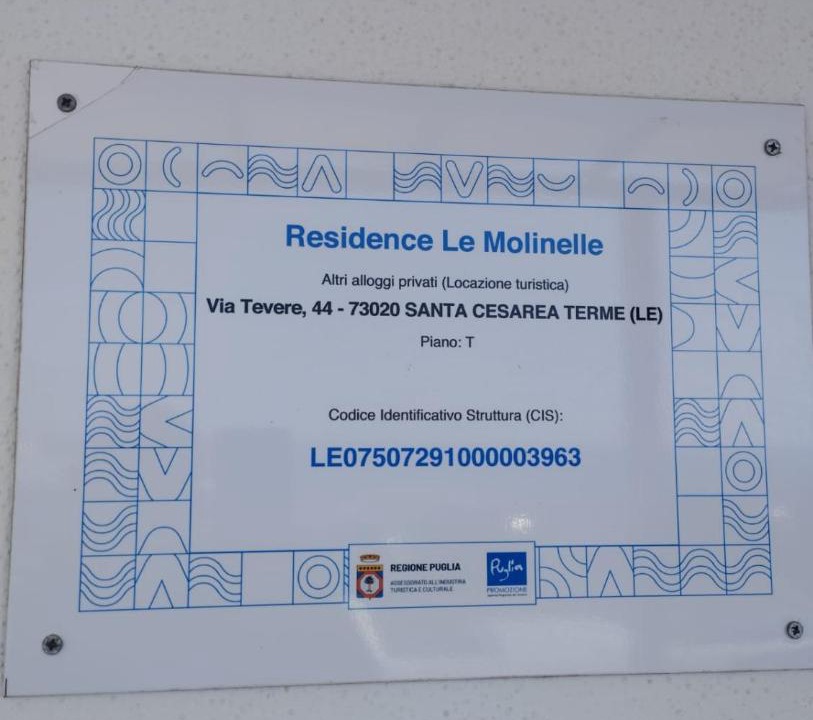 Residence Le Molinelle
Altri alloggi privati (Locazione turistica)
Via Tevere, 44 - 73020 SANTA CESAREA TERME (LE)
Piano: T
Codice Identificativo Struttura (CIS):
LE07507291000003963
REGIONE PUGLIA
ASSESSORATO ALL'INDUSTRIA
TURISTICA E CULTURALE
Puglia
PROMOZIONE